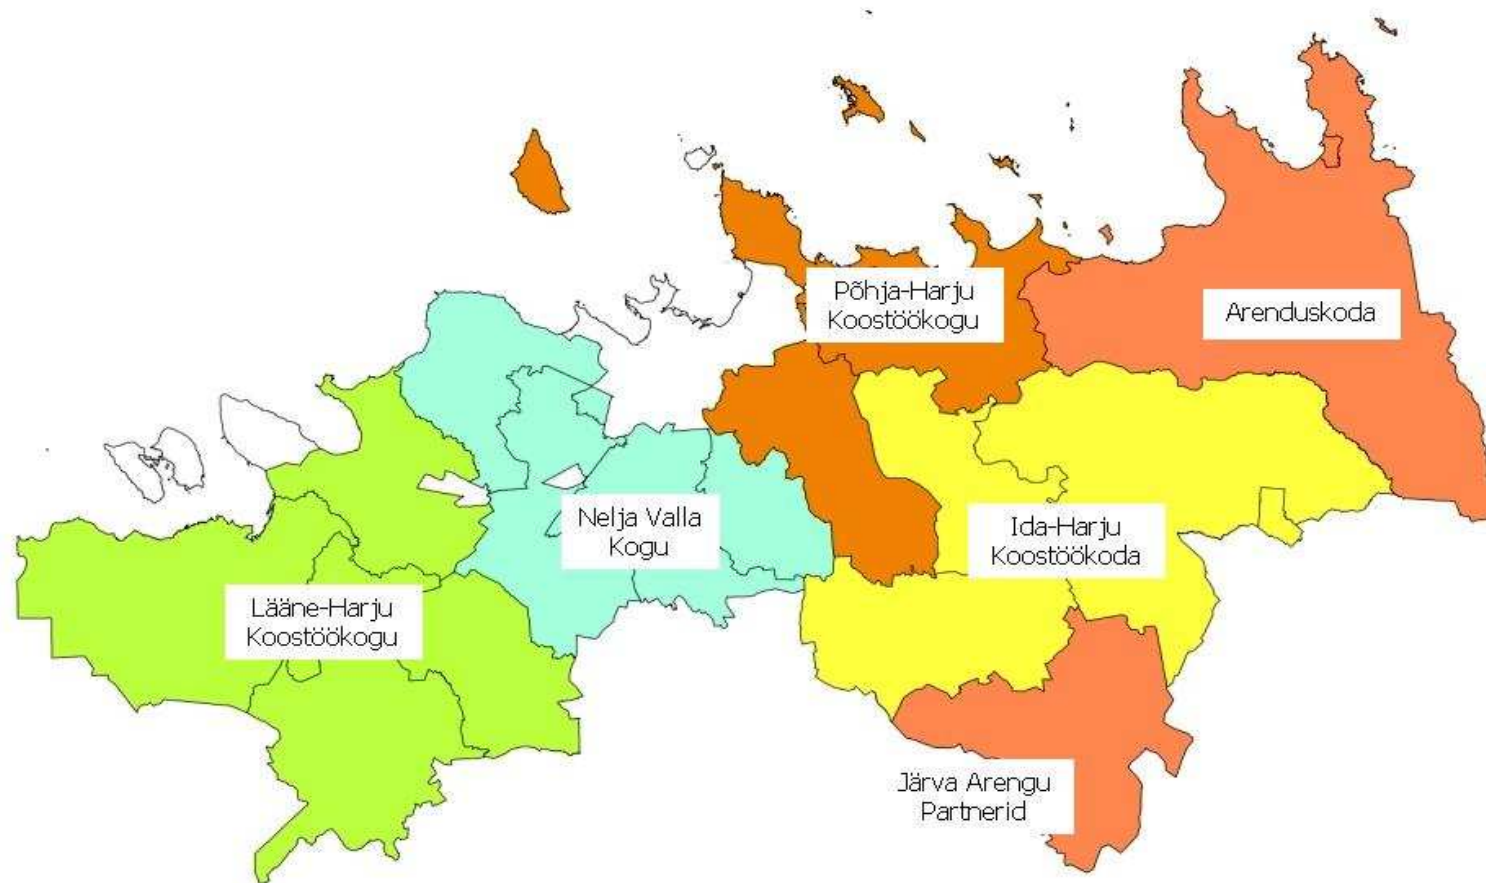 Põhja-Harju
Koostöökogu
Arenduskoda
Nelja Valla
Kogu
Ida-Harju
Koostöökoda
Lääne-Harju
Koostöökogu
Järva Arengu
Partnerid